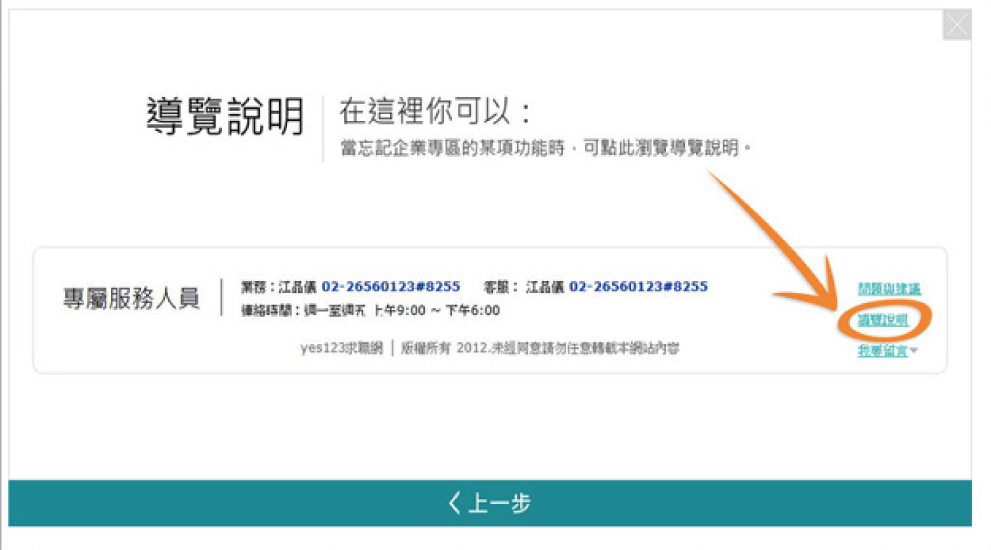 導覽說明
在這裡你可以：
當忘記企業專區的某項功能時，可點此瀏覽導覽說明。
專屬服務人員
業務：江品儀 02-26560123#8255 客服： 江品儀 02-26560123#8255
連絡時間：週一至週五 上午9:00 ~ 下午6:00
yes123求職網 | 版權所有 2012.未經同意請勿任意轉載本網站內容
問題與建議
導覽說明
我要留言
上一步